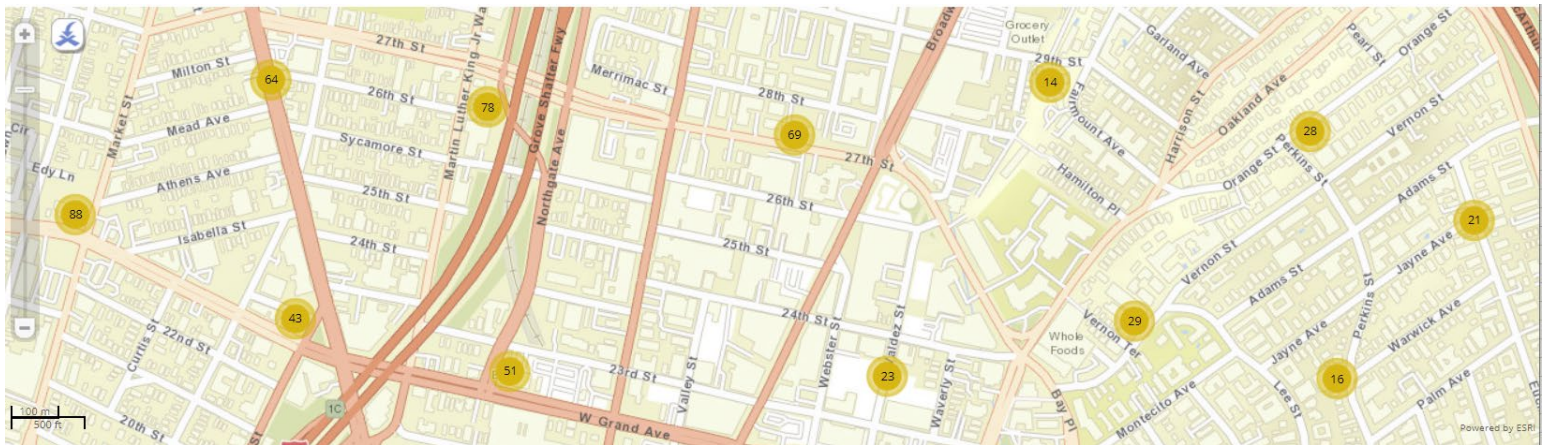 Grocery
Outlet
Broadw
Pearl St
Orange St
27th St
Garland Ave
29th St
Milton St
64
Martin Luther King Jr Wa
Grove Shafter Fwy
Merrimac St
14
Oakland Ave
26th St
78
28th St
Harrison St
Fairmount Ave
Market St
Mead Ave
Vernon St
28
69
Sycamore St
27th St
Perkins St
Cir
Edy Ln
Athens Ave
Orange St
Hamilton Pl
Adams St
25th St
Northgate Ave
26th St
88
21
Isabella St
24th St
25th St
Vernon St
Jayne Ave
Adams St
43
24th St
29
Vernon Ter
Perkins St
Warwick Ave
22nd St
Curtis St
Whole
Foods
Jayne Ave
Webster St
aldez St
51
23rd St
23
16
Valley St
Waverly St
Lee St
Palm Ave
Montecito Ave
Bay Pl
1C
100 m
500 ft
20th St
St
W Grand Ave
Powered by ESRI